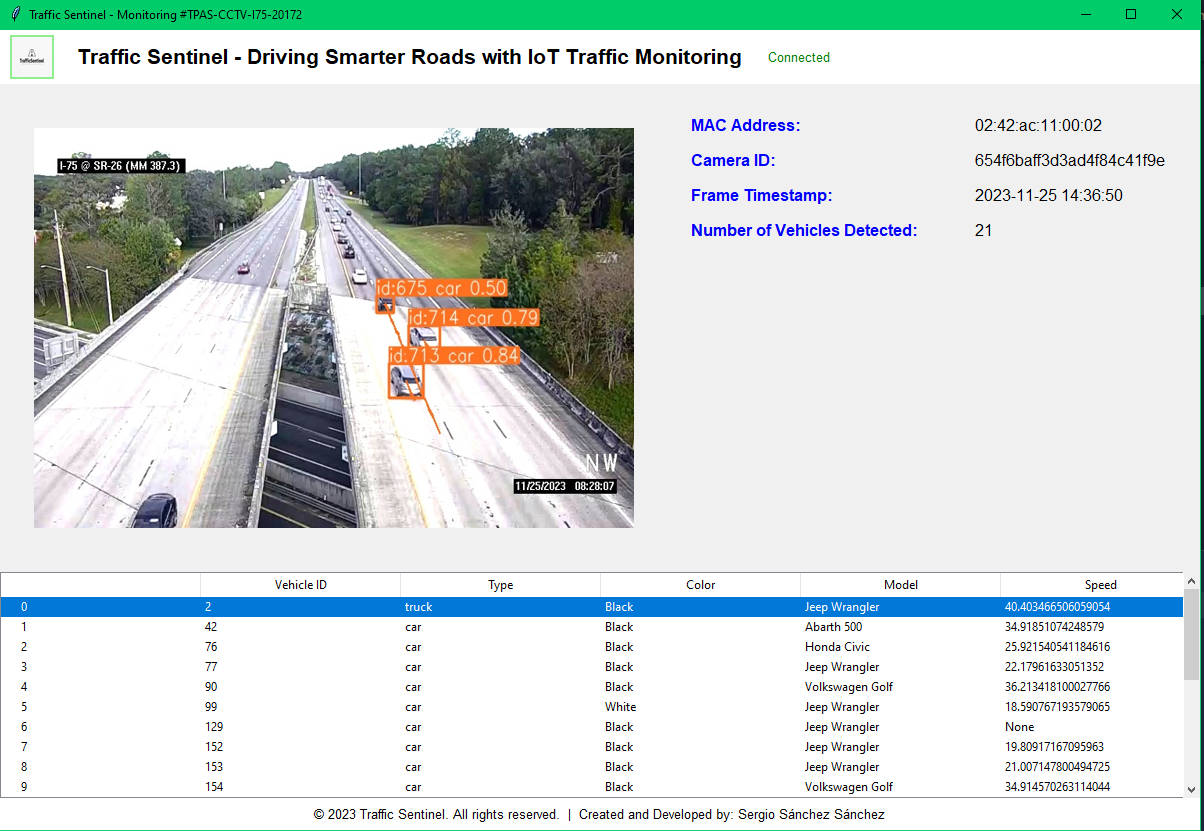 Traffic Sentinel - Monitoring #TPAS-CCTV-I75-20172
TrafficSentinel
Traffic Sentinel - Driving Smarter Roads with IoT Traffic Monitoring
Connected
I-75 @ SR-26 (MM 387.3)
id:675 car 0.50
id:714 car 0.79
id:713 car 0.84
NW
11/25/2023 08:28:07
MAC Address: 02:42:ac:11:00:02
Camera ID: 654f6baff3d3ad4f84c41f9e
Frame Timestamp: 2023-11-25 14:36:50
Number of Vehicles Detected: 21
Vehicle ID Type Color Model Speed
0 2 truck Black Jeep Wrangler 40.403466506059054
1 42 car Black Abarth 500 34.91851074248579
2 76 car Black Honda Civic 25.921540541184616
3 77 car Black Jeep Wrangler 22.17961633051352
4 90 car Black Volkswagen Golf 36.213418100027766
5 99 car White Jeep Wrangler 18.590767193579065
6 129 car Black Jeep Wrangler None
7 152 car Black Jeep Wrangler 19.80917167095963
8 153 car Black Jeep Wrangler 21.007147800494725
9 154 car Black Volkswagen Golf 34.914570263114044
© 2023 Traffic Sentinel. All rights reserved. | Created and Developed by: Sergio Sánchez Sánchez